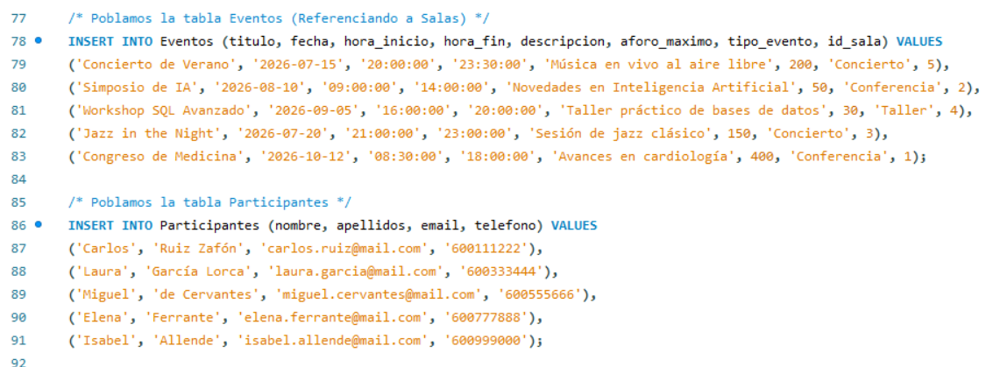 77 /* Poblamos la tabla Eventos (Referenciando a Salas) */
78 INSERT INTO Eventos (titulo, fecha, hora_inicio, hora_fin, descripcion, aforo_maximo, tipo_evento, id_sala) VALUES
79 ('Concierto de Verano', '2026-07-15', '20:00:00', '23:30:00', 'Música en vivo al aire libre', 200, 'Concierto', 5),
80 ('Simposio de IA', '2026-08-10', '09:00:00', '14:00:00', 'Novedades en Inteligencia Artificial', 50, 'Conferencia', 2),
81 ('Workshop SQL Avanzado', '2026-09-05', '16:00:00', '20:00:00', 'Taller práctico de bases de datos', 30, 'Taller', 4),
82 ('Jazz in the Night', '2026-07-20', '21:00:00', '23:00:00', 'Sesión de jazz clásico', 150, 'Concierto', 3),
83 ('Congreso de Medicina', '2026-10-12', '08:30:00', '18:00:00', 'Avances en cardiología', 400, 'Conferencia', 1);
84
85 /* Poblamos la tabla Participantes */
86 INSERT INTO Participantes (nombre, apellidos, email, telefono) VALUES
87 ('Carlos', 'Ruiz Zafón', 'carlos.ruiz@mail.com', '600111222'),
88 ('Laura', 'García Lorca', 'laura.garcia@mail.com', '600333444'),
89 ('Miguel', 'de Cervantes', 'miguel.cervantes@mail.com', '600555666'),
90 ('Elena', 'Ferrante', 'elena.ferrante@mail.com', '600777888'),
91 ('Isabel', 'Allende', 'isabel.allende@mail.com', '600999000');
92